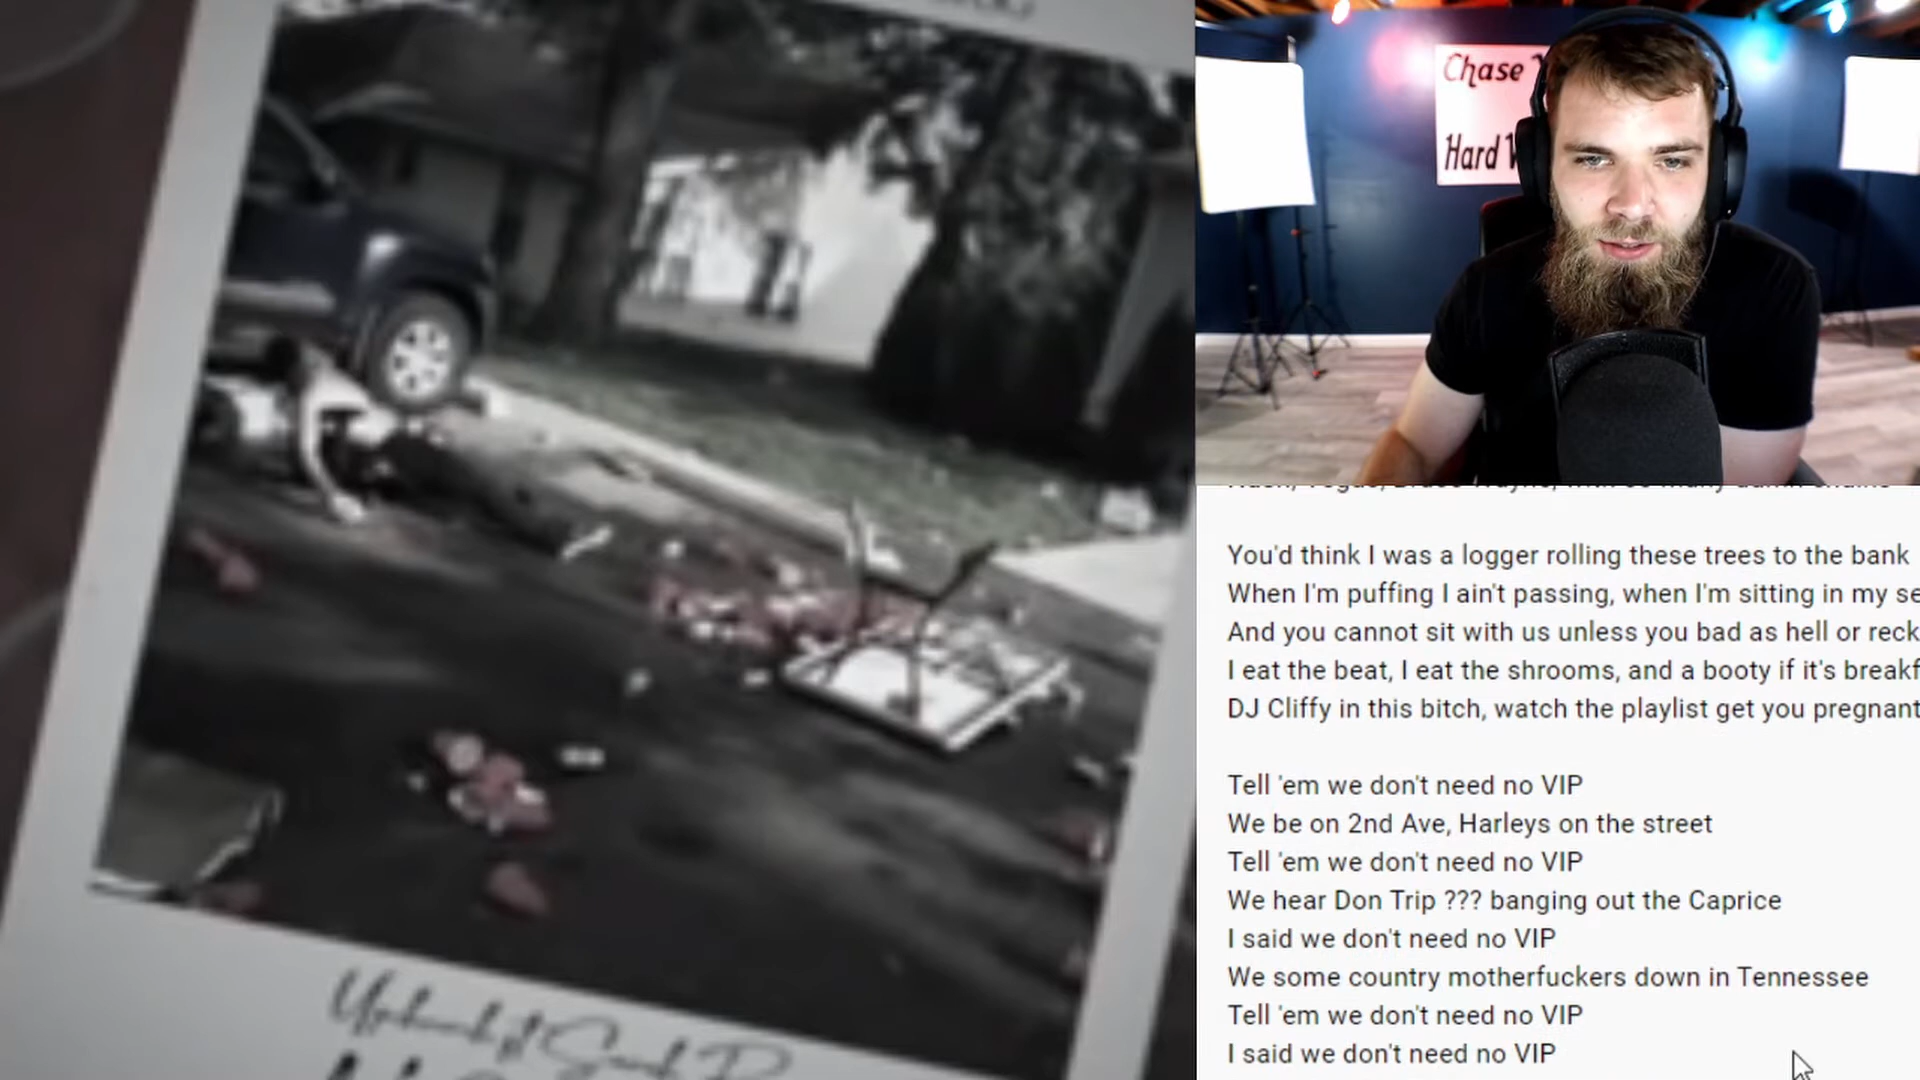 Chase
Hard
You'd think I was a logger rolling these trees to the bank
When I'm puffing I ain't passing, when I'm sitting in my se
And you cannot sit with us unless you bad as hell or reck
I eat the beat, I eat the shrooms, and a booty if it's breakf
DJ Cliffy in this bitch, watch the playlist get you pregnant
Tell 'em we don't need no VIP
We be on 2nd Ave, Harleys on the street
Tell 'em we don't need no VIP
We hear Don Trip ??? banging out the Caprice
I said we don't need no VIP
We some country motherfuckers down in Tennessee
Tell 'em we don't need no VIP
I said we don't need no VIP